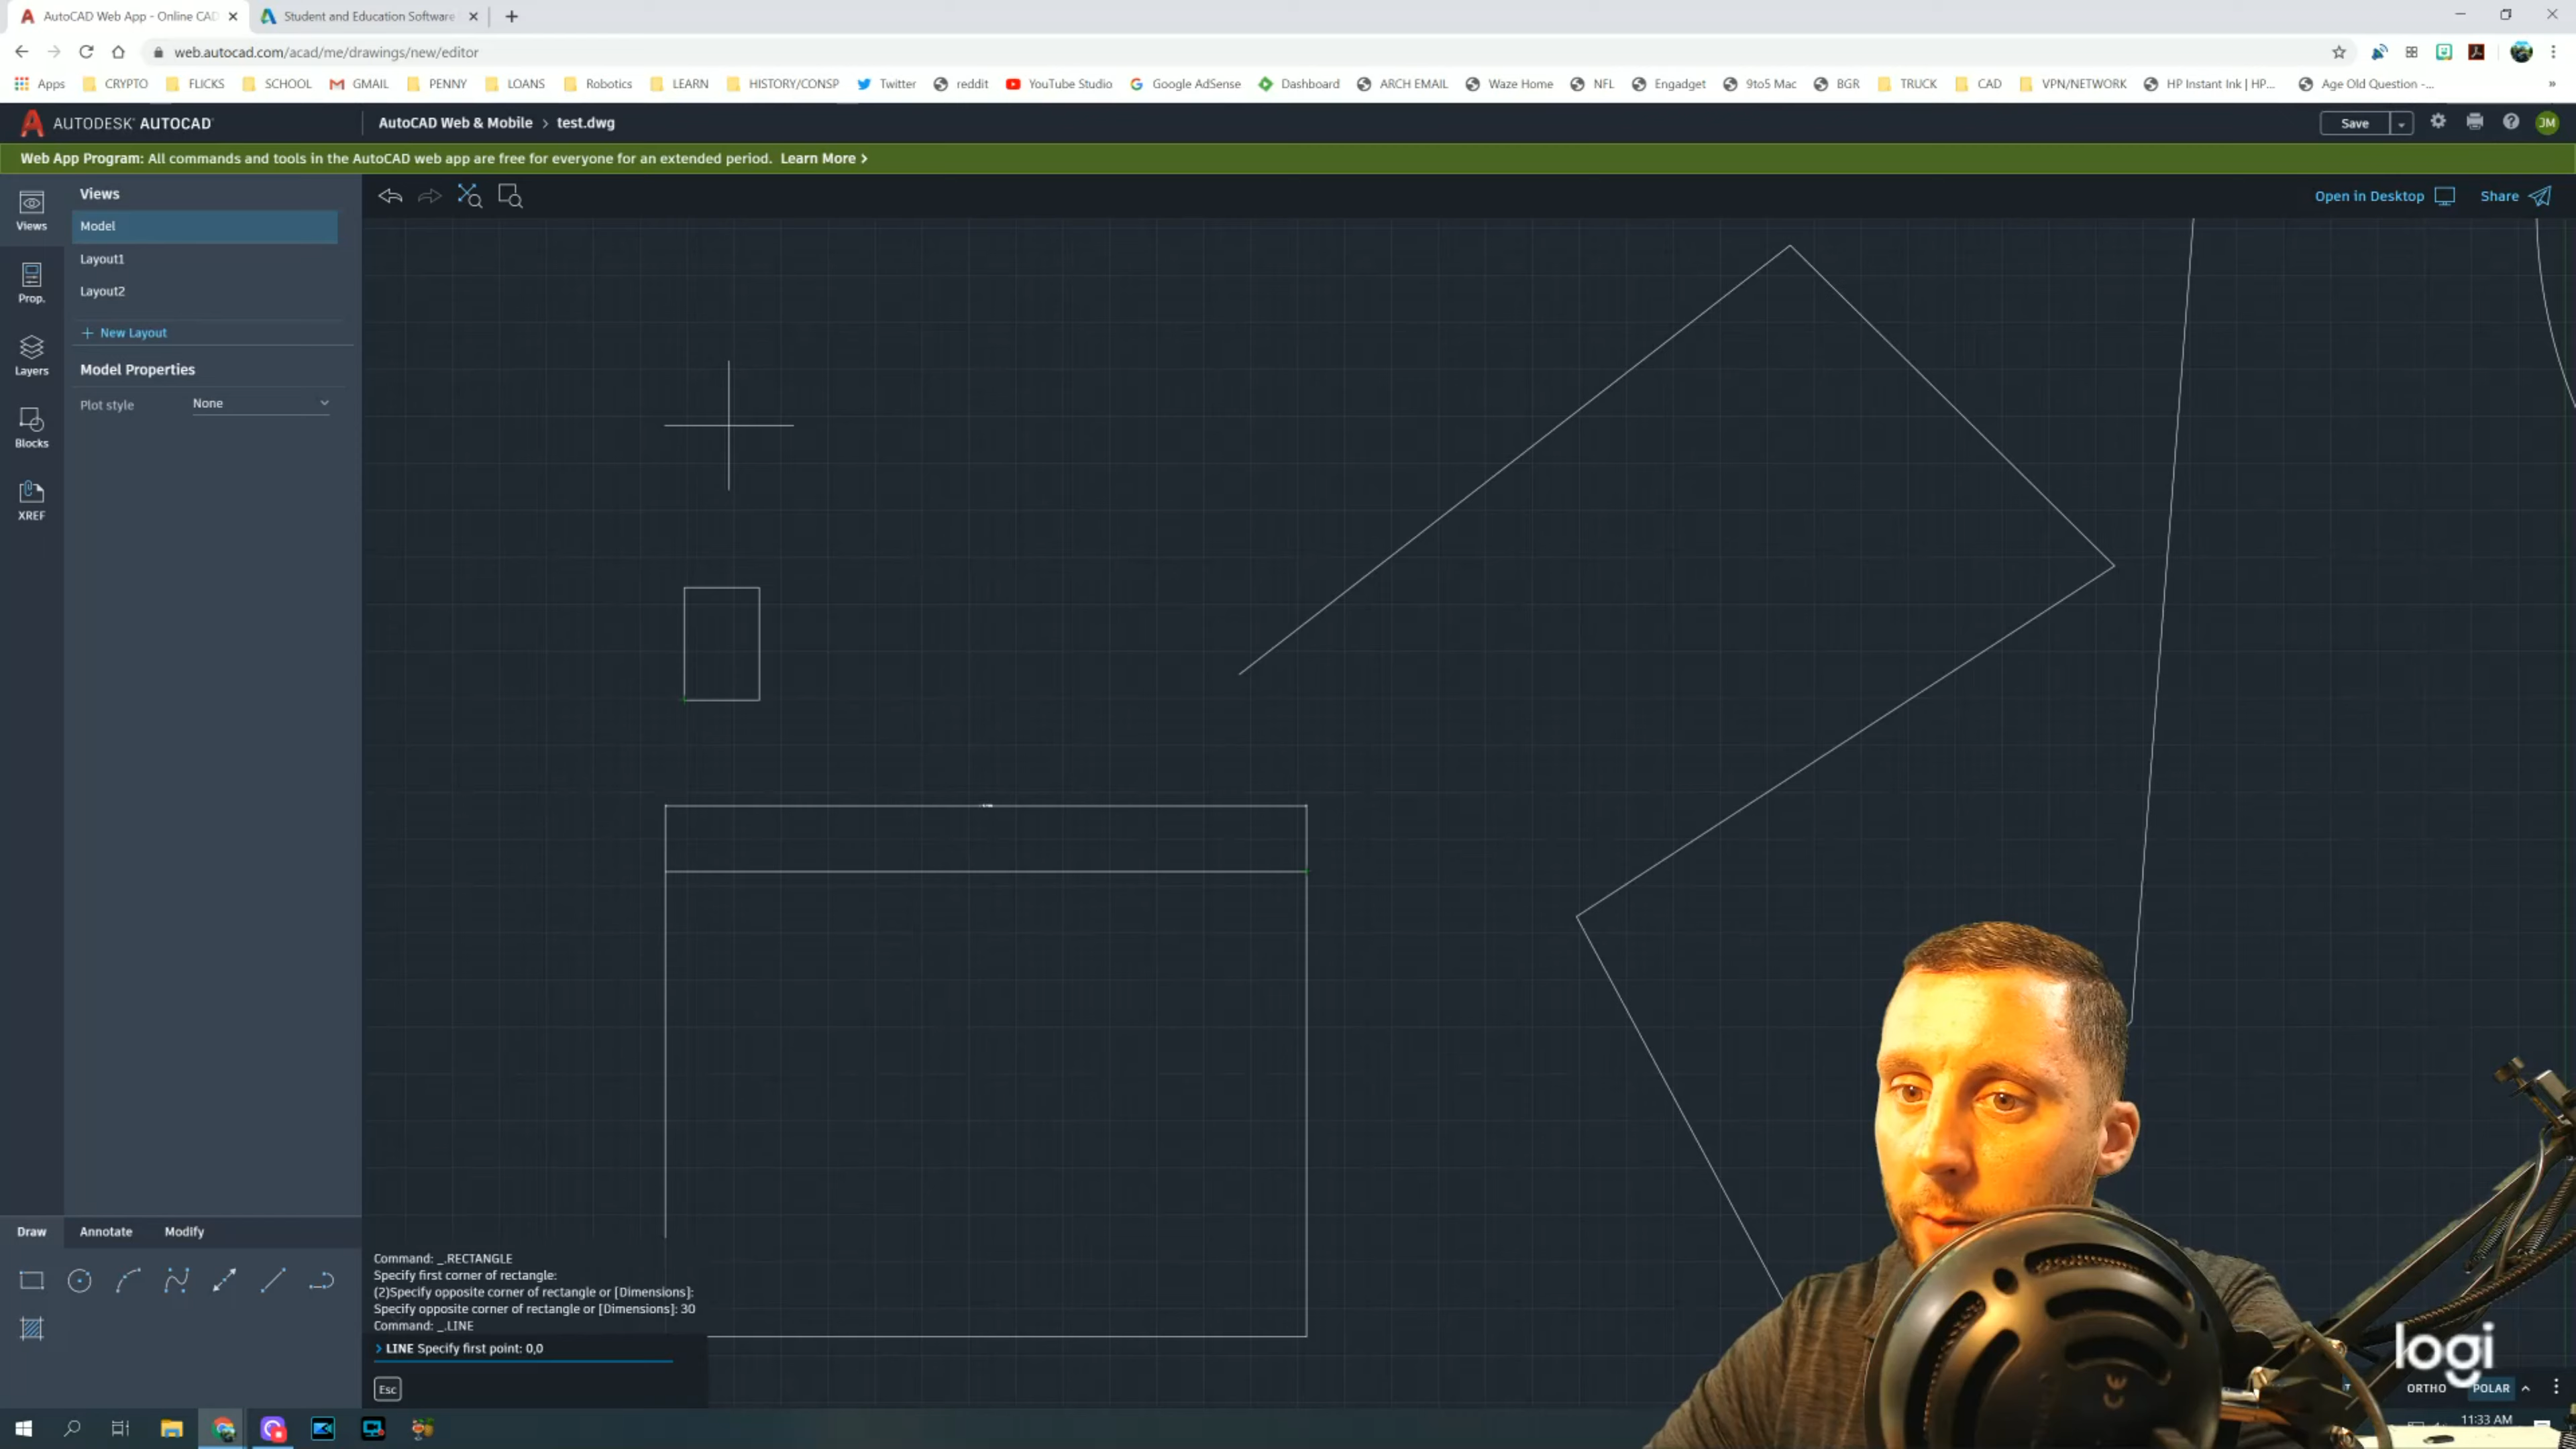 AutoCAD Web App - Online CAD
Student and Education Software
web.autocad.com/acad/me/drawings/new/editor
Apps CRYPTO FLICKS SCHOOL GMAIL PENNY LOANS Robotics LEARN HISTORY/CONSP Twitter reddit YouTube Studio Google AdSense Dashboard ARCH EMAIL Waze Home NFL Engadget 9to5 Mac BGR TRUCK CAD VPN/NETWORK HP Instant Ink | HP... Age Old Question -... »
AUTODESK® AUTOCAD®
AutoCAD Web & Mobile > test.dwg
Save
JM
Web App Program: All commands and tools in the AutoCAD web app are free for everyone for an extended period. Learn More >
Views
Prop.
Layers
Blocks
XREF
Views
Model
Layout1
Layout2
+ New Layout
Model Properties
Plot style None
Open in Desktop
Share
Draw Annotate Modify
Command: _.RECTANGLE
Specify first corner of rectangle:
(2)Specify opposite corner of rectangle or [Dimensions]:
Specify opposite corner of rectangle or [Dimensions]: 30
Command: _.LINE
> LINE Specify first point: 0,0
Esc
logi
ORTHO POLAR
11:33 AM